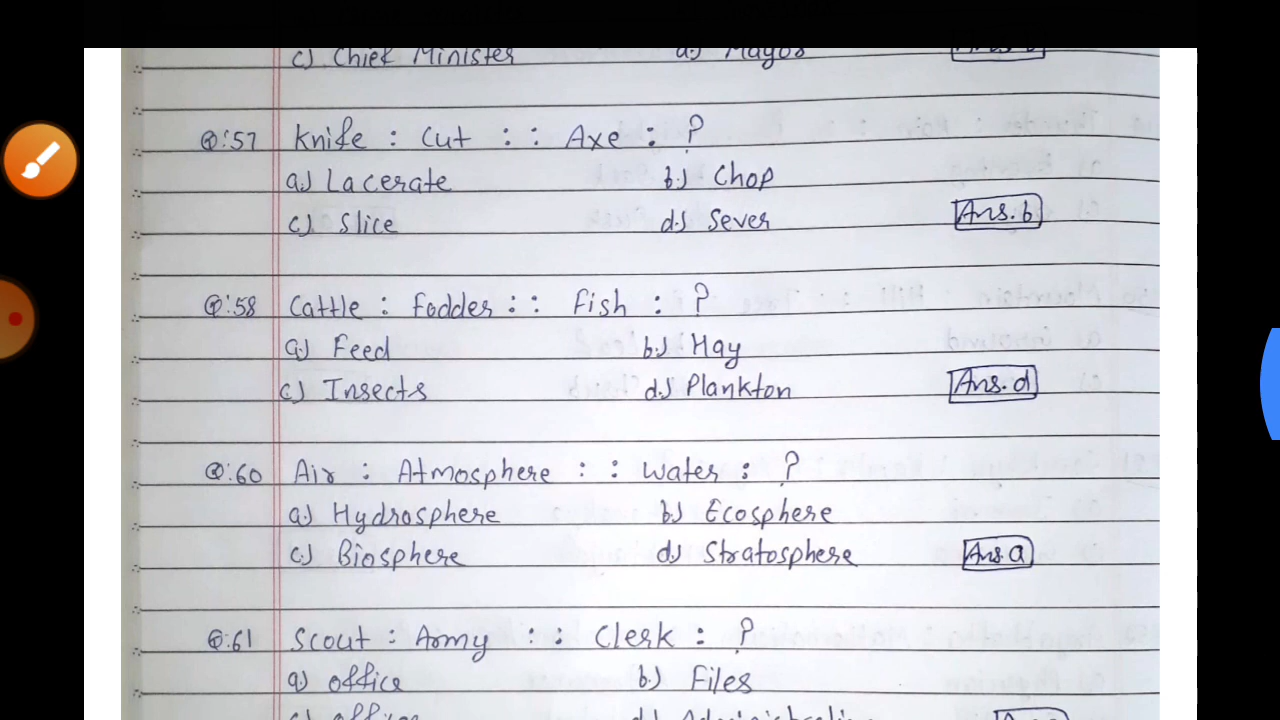 c.) Chief Minister d.) Mayor
Q:57 Knife : Cut : : Axe : ?
a.) Lacerate b.) Chop
c.) Slice d.) Sever Ans. b
Q:58 Cattle : Fodder : : Fish : ?
a.) Feed b.) Hay
c.) Insects d.) Plankton Ans. d
Q:60 Air : Atmosphere : : Water : ?
a.) Hydrosphere b.) Ecosphere
c.) Biosphere d.) Stratosphere Ans. a
Q:61 Scout : Army : : Clerk : ?
a.) office b.) Files